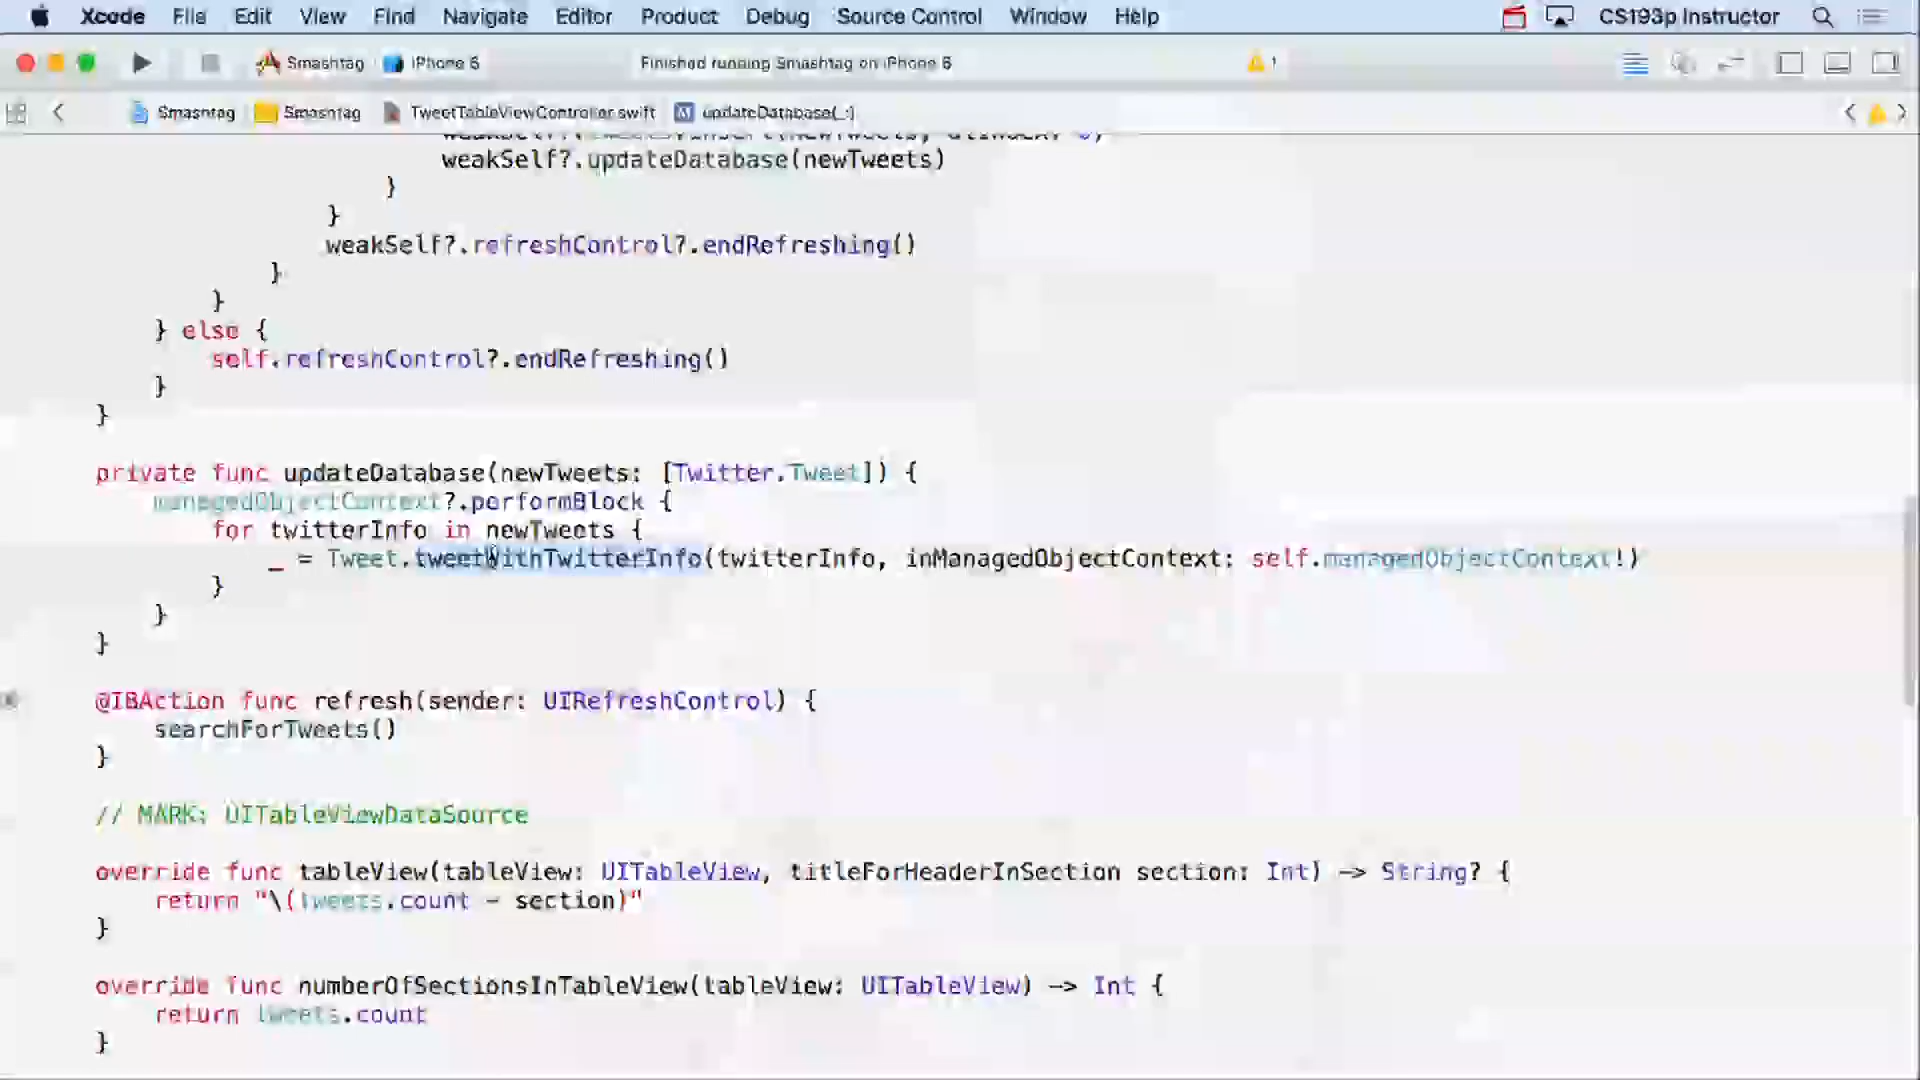 Xcode File Edit View Find Navigate Editor Product Debug Source Control Window Help CS193p Instructor
Smashtag iPhone 6 Finished running Smashtag on iPhone 6 1
Smashtag Smashtag TweetTableViewController.swift M updateDatabase(_:)
weakSelf?.updateDatabase(newTweets)
}
}
weakSelf?.refreshControl?.endRefreshing()
}
}
} else {
self.refreshControl?.endRefreshing()
}
}
private func updateDatabase(newTweets: [Twitter.Tweet]) {
managedObjectContext?.performBlock {
for twitterInfo in newTweets {
_ = Tweet.tweetWithTwitterInfo(twitterInfo, inManagedObjectContext: self.managedObjectContext!)
}
}
}
@IBAction func refresh(sender: UIRefreshControl) {
searchForTweets()
}
// MARK: UITableViewDataSource
override func tableView(tableView: UITableView, titleForHeaderInSection section: Int) -> String? {
return "\(tweets.count - section)"
}
override func numberOfSectionsInTableView(tableView: UITableView) -> Int {
return tweets.count
}